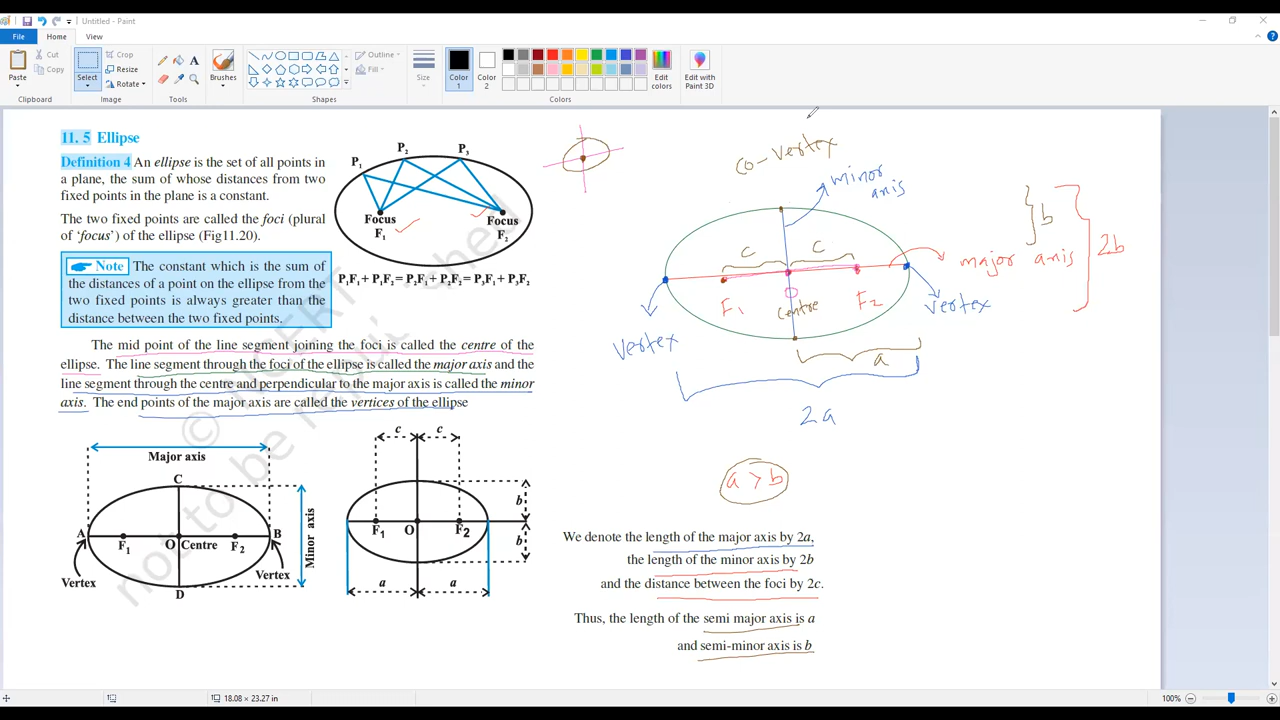 Untitled - Paint
File
Home
View
Paste
Cut
Copy
Clipboard
Select
Crop
Resize
Rotate
Image
Tools
Brushes
Shapes
Outline
Fill
Size
Color
1
Color
2
Colors
Edit
colors
Edit with
Paint 3D
11. 5 Ellipse
Definition 4 An ellipse is the set of all points in
a plane, the sum of whose distances from two
fixed points in the plane is a constant.
The two fixed points are called the foci (plural
of ‘focus’) of the ellipse (Fig11.20).
Note The constant which is the sum of
the distances of a point on the ellipse from the
two fixed points is always greater than the
distance between the two fixed points.
P1 P2 P3
Focus
F1
Focus
F2
P1F1 + P1F2 = P2F1 + P2F2 = P3F1 + P3F2
The mid point of the line segment joining the foci is called the centre of the
ellipse. The line segment through the foci of the ellipse is called the major axis and the
line segment through the centre and perpendicular to the major axis is called the minor
axis. The end points of the major axis are called the vertices of the ellipse
not to be republished
Major axis
C
A F1 O Centre F2 B
Vertex
Vertex
D
Minor axis
c c
b
F1 O F2
b
a a
co-vertex
minor
axis
c c
F1
O
centre
F2
major axis
vertex
vertex
b
2b
a
2a
a > b
We denote the length of the major axis by 2a,
the length of the minor axis by 2b
and the distance between the foci by 2c.
Thus, the length of the semi major axis is a
and semi-minor axis is b
18.08 × 23.27in
100%